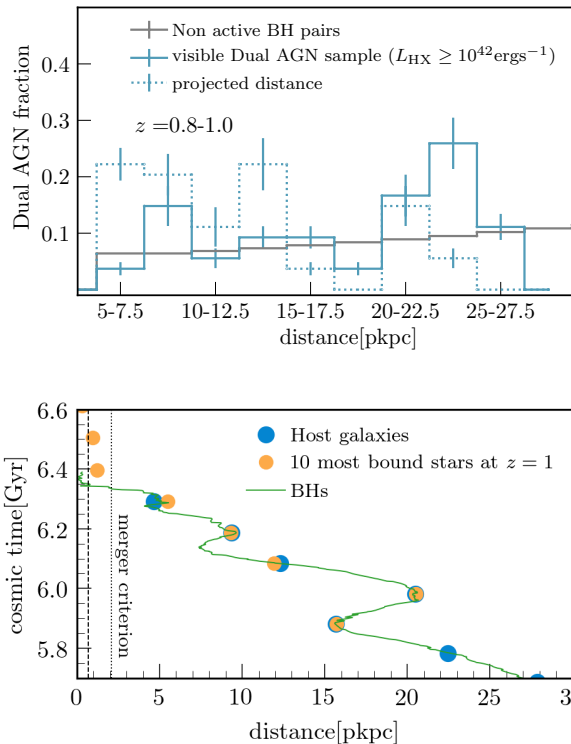 Non active BH pairs
visible Dual AGN sample (L_HX ≥ 10^42 ergs^−1)
projected distance
z =0.8-1.0
Dual AGN fraction
0.4
0.3
0.2
0.1
5-7.5 10-12.5 15-17.5 20-22.5 25-27.5
distance[pkpc]
Host galaxies
10 most bound stars at z = 1
BHs
merger criterion
cosmic time[Gyr]
6.6
6.4
6.2
6.0
5.8
0 5 10 15 20 25 30
distance[pkpc]